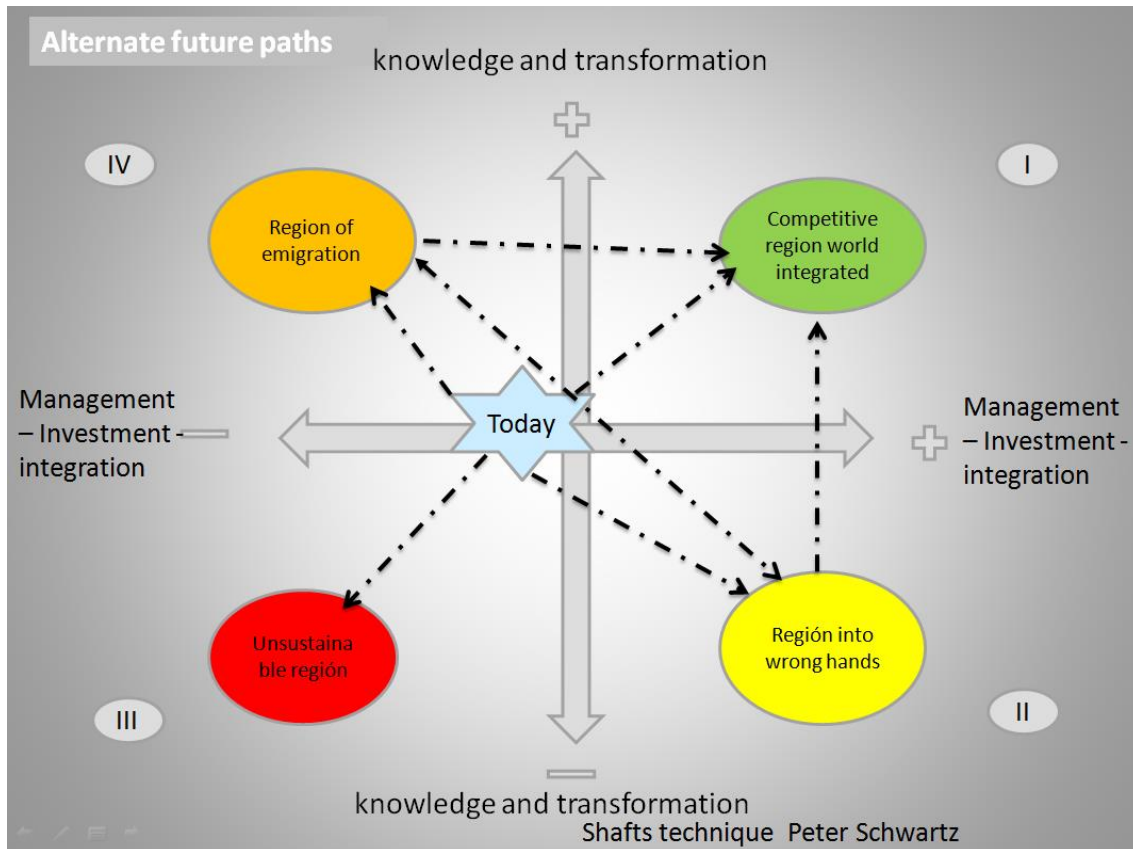 Alternate future paths
knowledge and transformation
IV
I
Region of
emigration
Competitive
region world
integrated
Management
– Investment -
integration
Today
Management
– Investment -
integration
Unsustaina
ble región
Región into
wrong hands
III
II
knowledge and transformation
Shafts technique Peter Schwartz